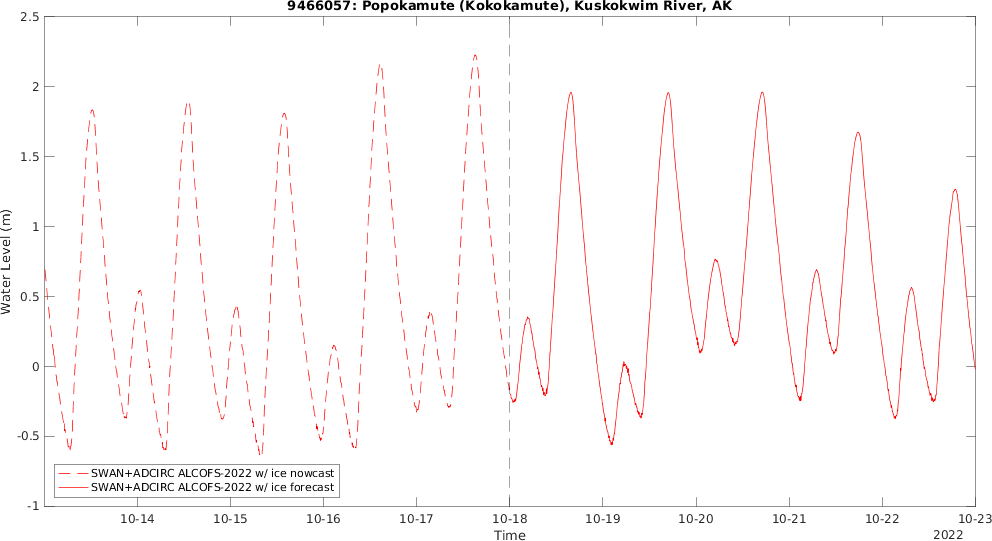 9466057: Popokamute (Kokokamute), Kuskokwim River, AK
2.5
2
1.5
1
0.5
0
-0.5
-1
Water Level (m)
SWAN+ADCIRC ALCOFS-2022 w/ ice nowcast
SWAN+ADCIRC ALCOFS-2022 w/ ice forecast
10-14 10-15 10-16 10-17 10-18 10-19 10-20 10-21 10-22 10-23
Time
2022